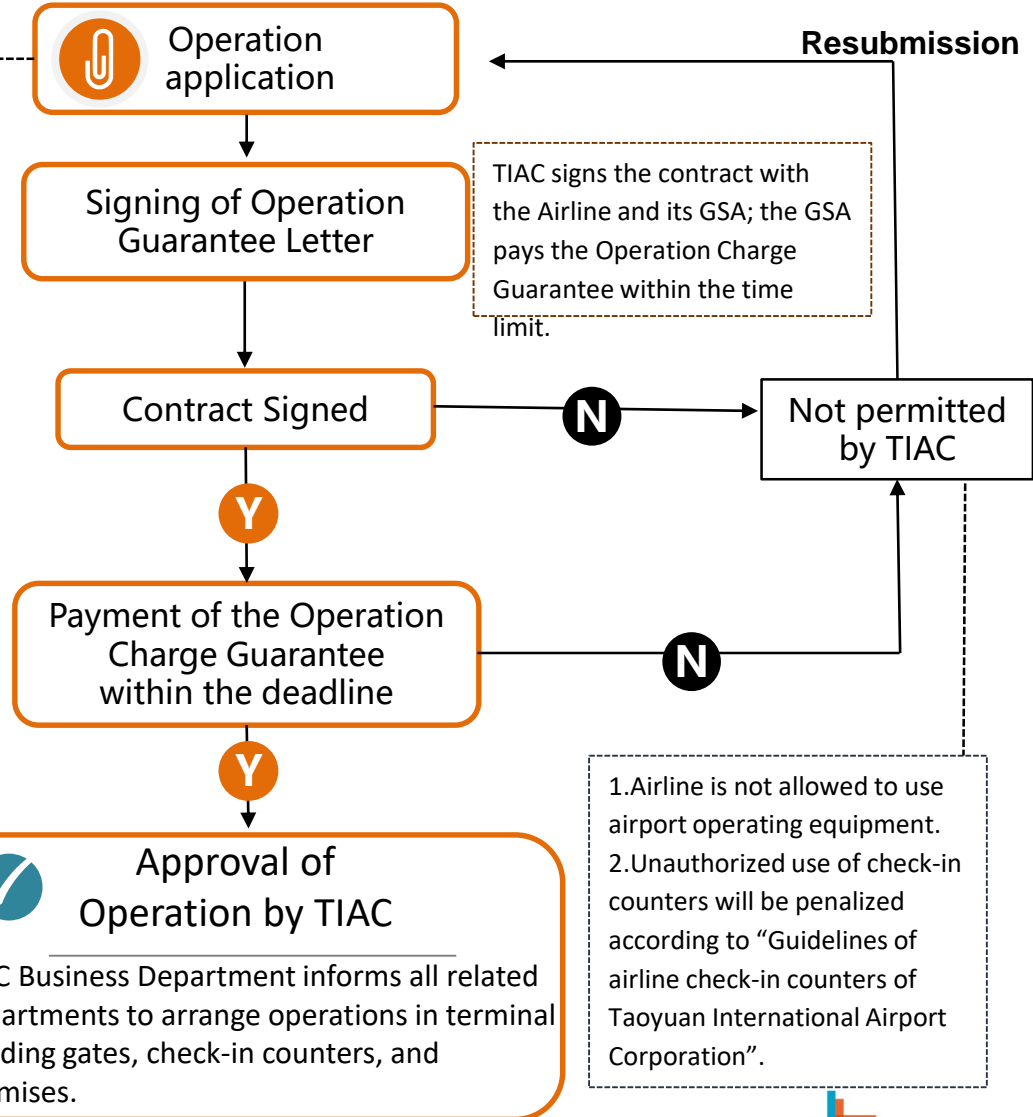 Operation
application
Resubmission
Signing of Operation
Guarantee Letter
TIAC signs the contract with
the Airline and its GSA; the GSA
pays the Operation Charge
Guarantee within the time
limit.
Contract Signed
N
Not permitted
by TIAC
Y
Payment of the Operation
Charge Guarantee
within the deadline
N
Y
Approval of
Operation by TIAC
Business Department informs all related
to arrange operations in terminal
gates, check-in counters, and
1.Airline is not allowed to use
airport operating equipment.
2.Unauthorized use of check-in
counters will be penalized
according to “Guidelines of
airline check-in counters of
Taoyuan International Airport
Corporation”.